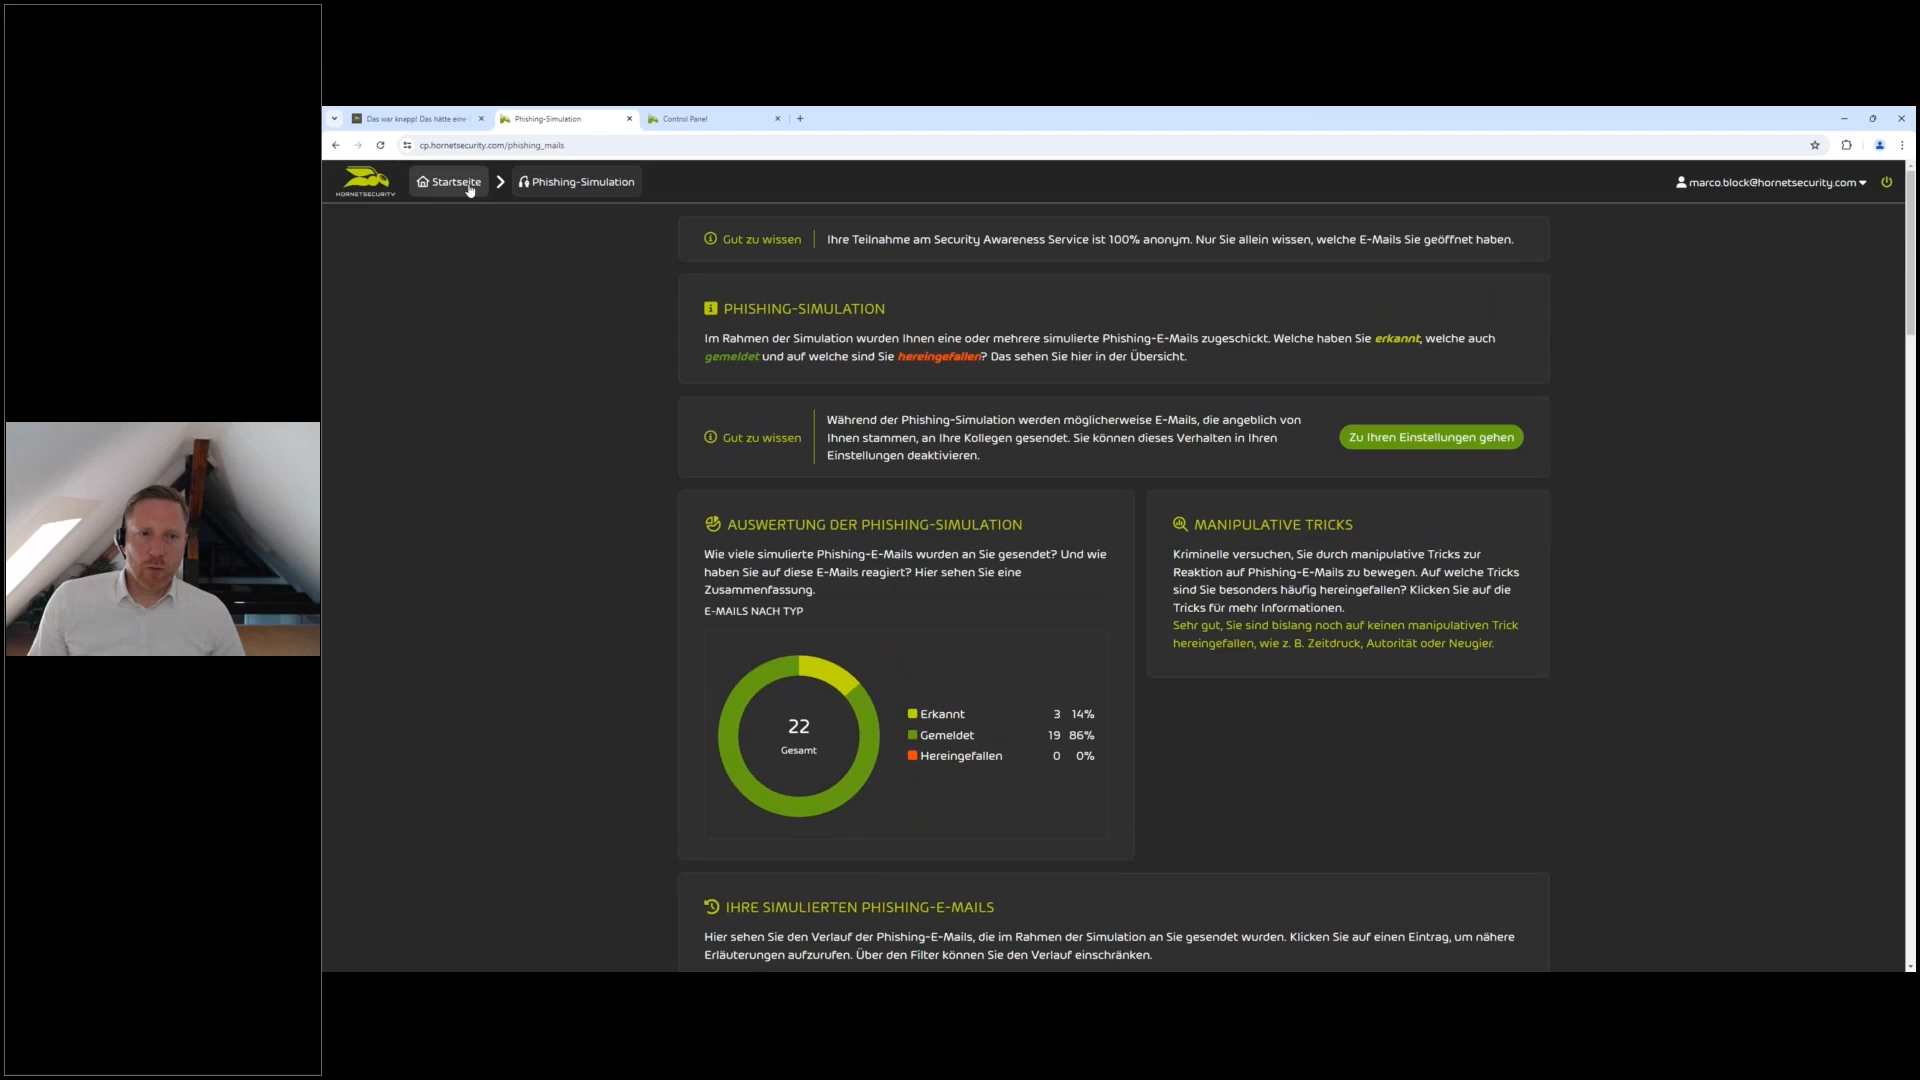 Das war knapp! Das hätte eine
Phishing-Simulation
Control Panel
cp.hornetsecurity.com/phishing_mails
HORNETSECURITY
Startseite
Phishing-Simulation
marco.block@hornetsecurity.com
Gut zu wissen
Ihre Teilnahme am Security Awareness Service ist 100% anonym. Nur Sie allein wissen, welche E-Mails Sie geöffnet haben.
PHISHING-SIMULATION
Im Rahmen der Simulation wurden Ihnen eine oder mehrere simulierte Phishing-E-Mails zugeschickt. Welche haben Sie erkannt, welche auch
gemeldet und auf welche sind Sie hereingefallen? Das sehen Sie hier in der Übersicht.
Gut zu wissen
Während der Phishing-Simulation werden möglicherweise E-Mails, die angeblich von
Ihnen stammen, an Ihre Kollegen gesendet. Sie können dieses Verhalten in Ihren
Einstellungen deaktivieren.
Zu Ihren Einstellungen gehen
AUSWERTUNG DER PHISHING-SIMULATION
Wie viele simulierte Phishing-E-Mails wurden an Sie gesendet? Und wie
haben Sie auf diese E-Mails reagiert? Hier sehen Sie eine
Zusammenfassung.
E-MAILS NACH TYP
22
Gesamt
Erkannt 3 14%
Gemeldet 19 86%
Hereingefallen 0 0%
MANIPULATIVE TRICKS
Kriminelle versuchen, Sie durch manipulative Tricks zur
Reaktion auf Phishing-E-Mails zu bewegen. Auf welche Tricks
sind Sie besonders häufig hereingefallen? Klicken Sie auf die
Tricks für mehr Informationen.
Sehr gut, Sie sind bislang noch auf keinen manipulativen Trick
hereingefallen, wie z. B. Zeitdruck, Autorität oder Neugier.
IHRE SIMULIERTEN PHISHING-E-MAILS
Hier sehen Sie den Verlauf der Phishing-E-Mails, die im Rahmen der Simulation an Sie gesendet wurden. Klicken Sie auf einen Eintrag, um nähere
Erläuterungen aufzurufen. Über den Filter können Sie den Verlauf einschränken.